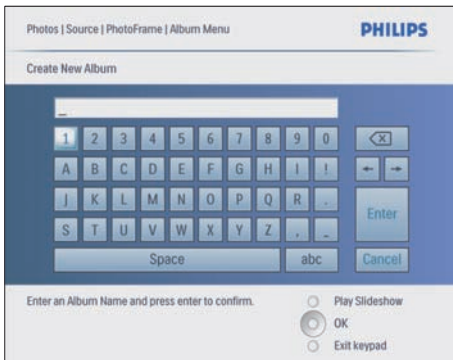 Photos | Source | PhotoFrame | Album Menu PHILIPS
Create New Album
_
1 2 3 4 5 6 7 8 9 0
A B C D E F G H I !
J K L M N O P Q R .
S T U V W X Y Z , _
Enter
Space abc Cancel
Enter an Album Name and press enter to confirm.
Play Slideshow
OK
Exit keypad